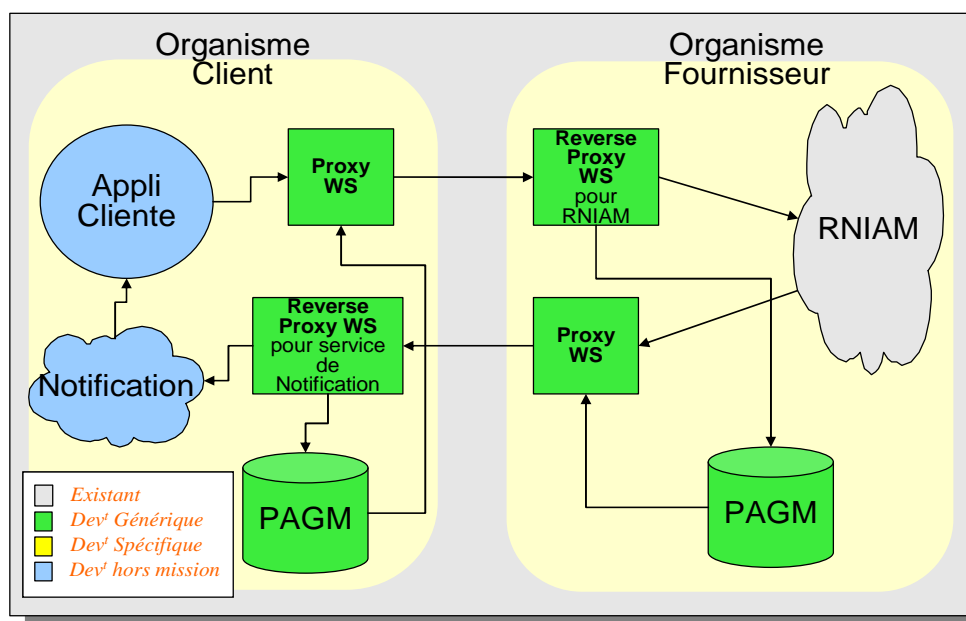 Organisme
Client
Organisme
Fournisseur
Appli
Cliente
Proxy
WS
Reverse
Proxy
WS
pour
RNIAM
RNIAM
Notification
Reverse
Proxy WS
pour service
de
Notification
Proxy
WS
PAGM
PAGM
Existant
Devᵗ Générique
Devᵗ Spécifique
Devᵗ hors mission